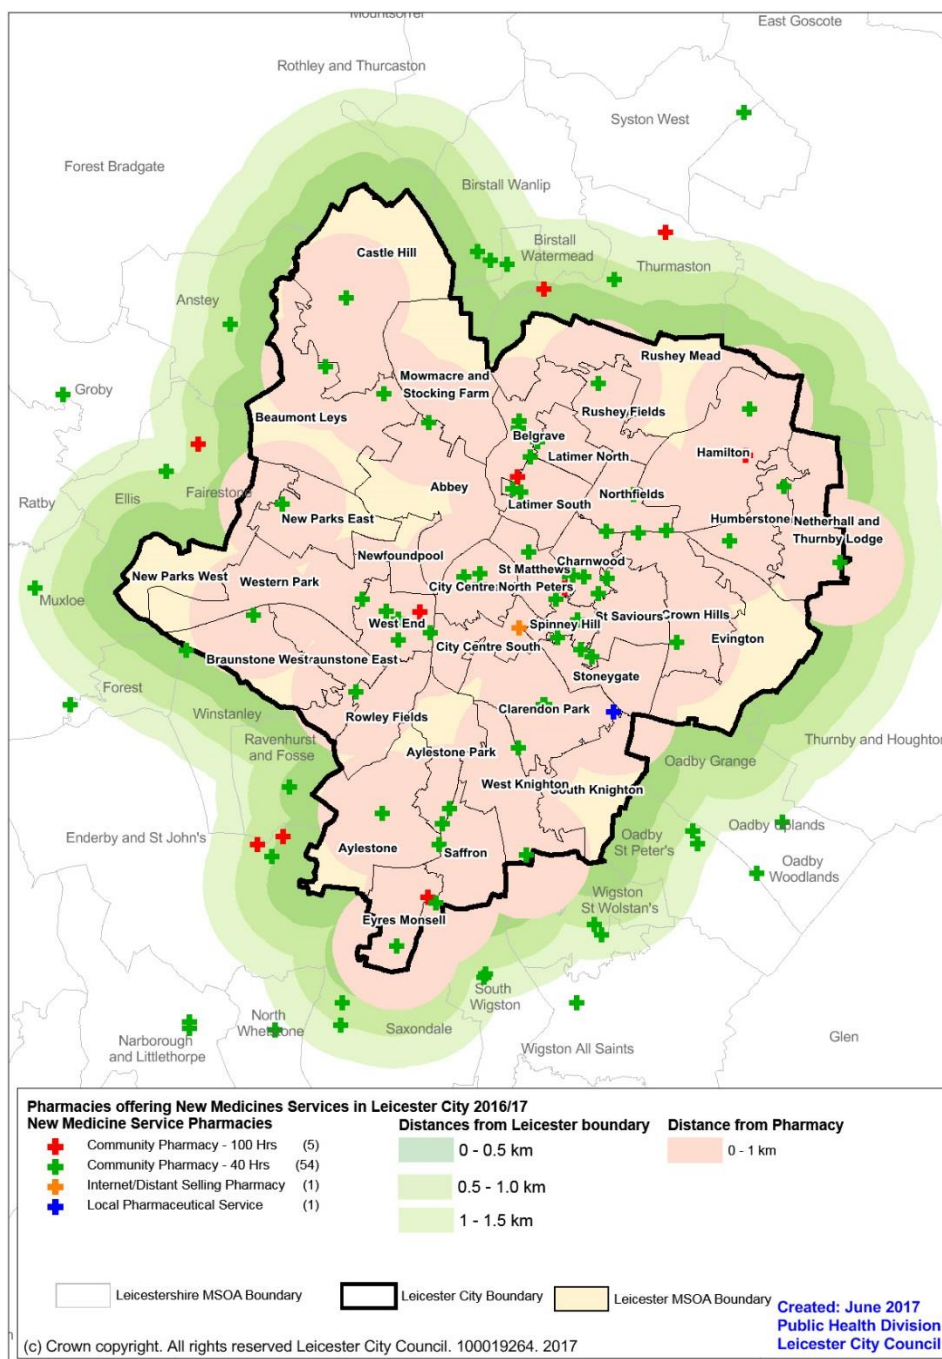 Mountsorrel
East Goscote
Rothley and Thurcaston
Syston West
Forest Bradgate
Birstall Wanlip
Birstall
Watermead
Castle Hill
Thurmaston
Anstey
Rushey Mead
Mowmacre and
Stocking Farm
Groby
Beaumont Leys
Rushey Fields
Belgrave
Latimer North
Hamilton
Abbey
Ratby
Ellis
Fairestone
Northfields
Latimer South
New Parks East
Humberstone
Netherhall and
Thurnby Lodge
Newfoundpool
Charnwood
St Matthews
New Parks West
Western Park
City Centre North
St Peters
Muxloe
St Saviours
Crown Hills
West End
Spinney Hill
Evington
City Centre South
Braunstone West
Braunstone East
Stoneygate
Forest
Winstanley
Rowley Fields
Clarendon Park
Ravenhurst
and Fosse
Thurnby and Houghton
Aylestone Park
Oadby Grange
West Knighton
South Knighton
Enderby and St John's
Oadby
St Peter's
Oadby Uplands
Aylestone
Saffron
Oadby
Woodlands
Wigston
St Wolstan's
Eyres Monsell
South
Wigston
North
Whetstone
Saxondale
Narborough
and Littlethorpe
Glen
Wigston All Saints
Pharmacies offering New Medicines Services in Leicester City 2016/17
New Medicine Service Pharmacies
Distances from Leicester boundary
Distance from Pharmacy
Community Pharmacy - 100 Hrs (5)
0 - 0.5 km
0 - 1 km
Community Pharmacy - 40 Hrs (54)
Internet/Distant Selling Pharmacy (1)
0.5 - 1.0 km
Local Pharmaceutical Service (1)
1 - 1.5 km
Leicestershire MSOA Boundary
Leicester City Boundary
Leicester MSOA Boundary
Created: June 2017
Public Health Division
Leicester City Council
(c) Crown copyright. All rights reserved Leicester City Council. 100019264. 2017